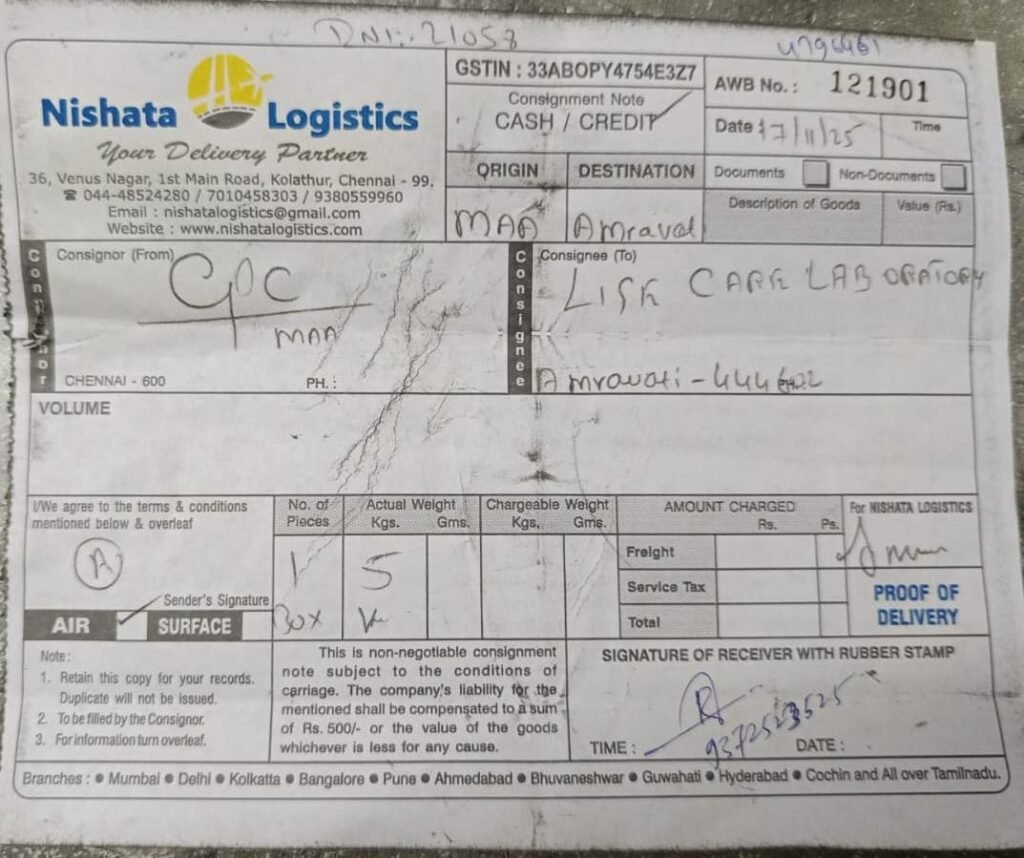 DNI:. 21058
4796461
Nishata Logistics
Your Delivery Partner
36, Venus Nagar, 1st Main Road, Kolathur, Chennai - 99.
☎ 044-48524280 / 7010458303 / 9380559960
Email : nishatalogistics@gmail.com
Website : www.nishatalogistics.com
GSTIN : 33ABOPY4754E3Z7
Consignment Note
CASH / CREDIT
AWB No. : 121901
Date 17/11/25 Time
ORIGIN DESTINATION
MAA
Documents Non-Documents
Description of Goods Value (Rs.)
Consignor
Consignor (From)
MAA
CHENNAI - 600 PH. :
Consignee
Consignee (To)
CARE LABORATORY
Amravati -
VOLUME
I/We agree to the terms & conditions
mentioned below & overleaf
Sender's Signature
AIR SURFACE
No. of Pieces
Actual Weight
Kgs. Gms.
Chargeable Weight
Kgs. Gms.
1 5
Box
AMOUNT CHARGED
Rs. Ps.
Freight
Service Tax
Total
For NISHATA LOGISTICS
PROOF OF
DELIVERY
Note :
1. Retain this copy for your records.
Duplicate will not be issued.
2. To be filled by the Consignor.
3. For information turn overleaf.
This is non-negotiable consignment
note subject to the conditions of
carriage. The company's liability for the
mentioned shall be compensated to a sum
of Rs. 500/- or the value of the goods
whichever is less for any cause.
SIGNATURE OF RECEIVER WITH RUBBER STAMP
9372523525
TIME : DATE :
Branches : ● Mumbai ● Delhi ● Kolkatta ● Bangalore ● Pune ● Ahmedabad ● Bhuvaneshwar ● Guwahati ● Hyderabad ● Cochin and All over Tamilnadu.